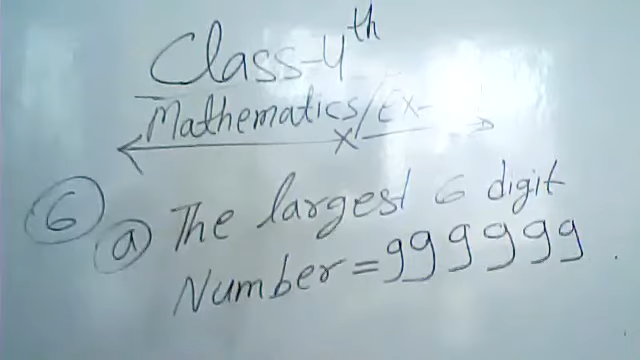 Class-4th
Mathematics/Ex-
6
a The largest 6 digit
Number = 999999